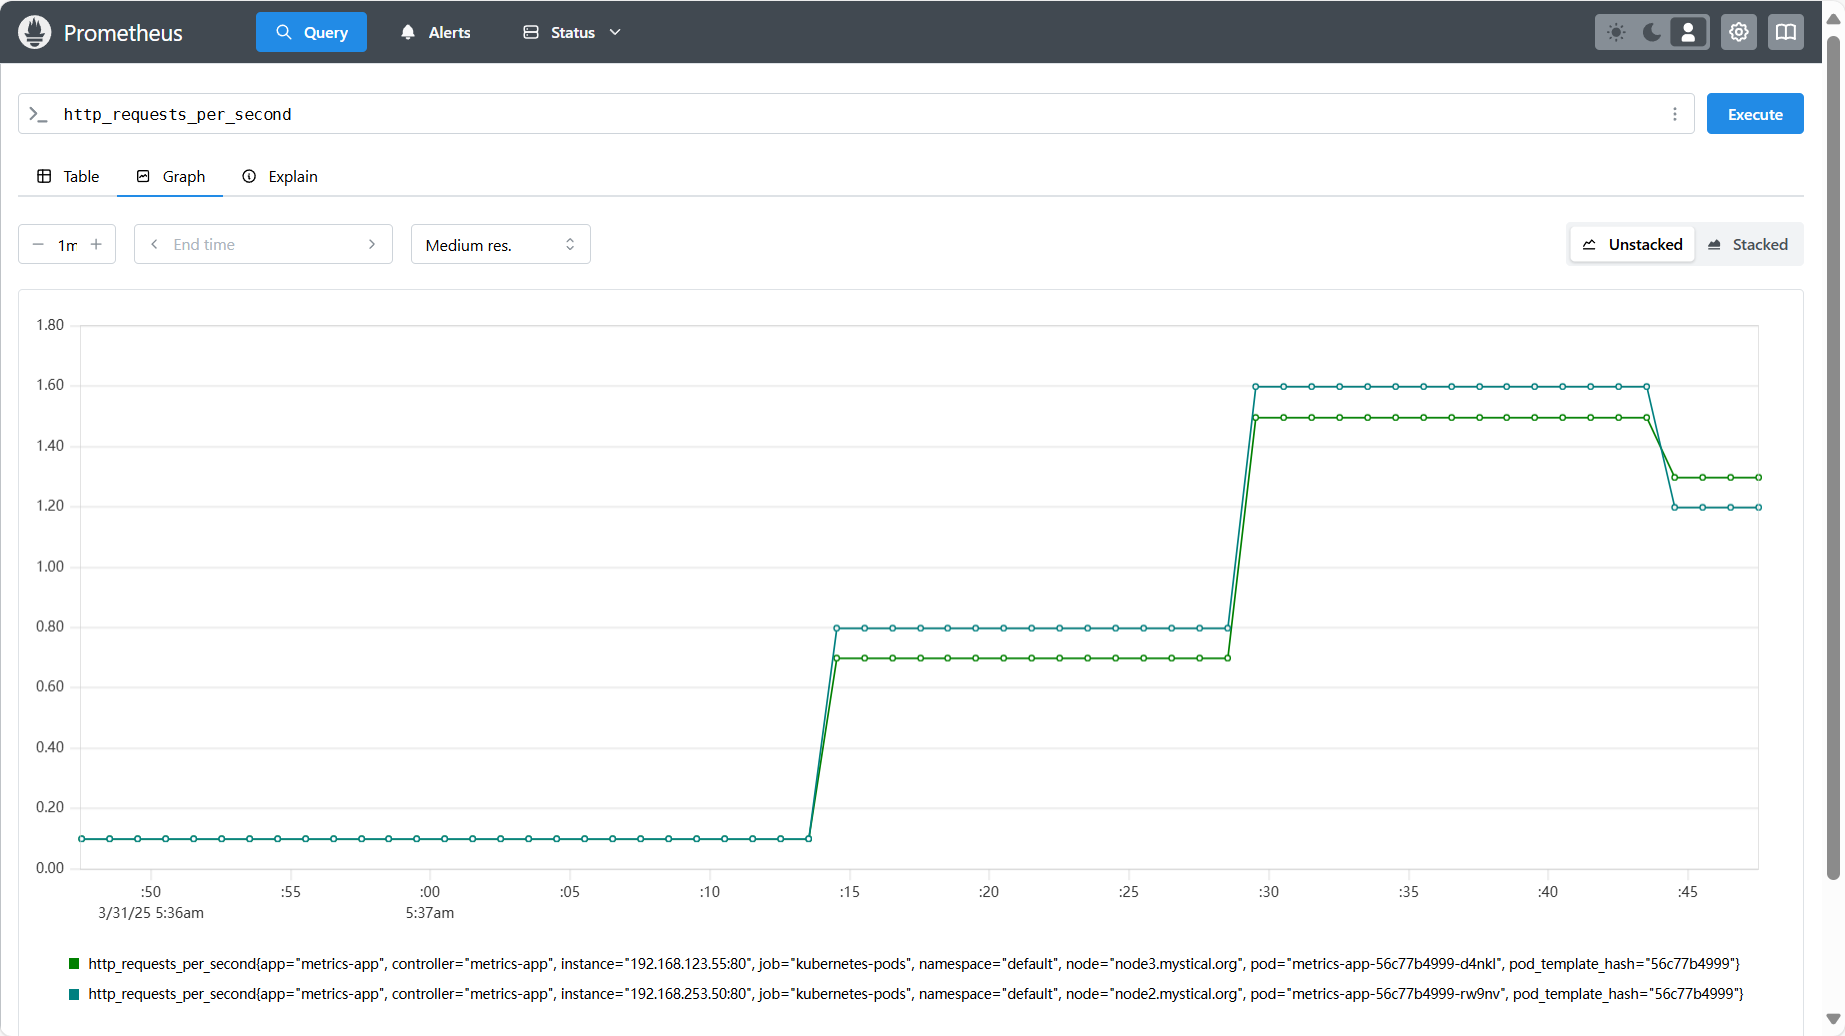 Prometheus Query Alerts Status
http_requests_per_second Execute
Table Graph Explain
1m End time Medium res. Unstacked Stacked
1.80
1.60
1.40
1.20
1.00
0.80
0.60
0.40
0.20
0.00
:50 :55 :00 :05 :10 :15 :20 :25 :30 :35 :40 :45
3/31/25 5:36am 5:37am
http_requests_per_second{app="metrics-app", controller="metrics-app", instance="192.168.123.55:80", job="kubernetes-pods", namespace="default", node="node3.mystical.org", pod="metrics-app-56c77b4999-d4nkl", pod_template_hash="56c77b4999"}
http_requests_per_second{app="metrics-app", controller="metrics-app", instance="192.168.253.50:80", job="kubernetes-pods", namespace="default", node="node2.mystical.org", pod="metrics-app-56c77b4999-rw9nv", pod_template_hash="56c77b4999"}